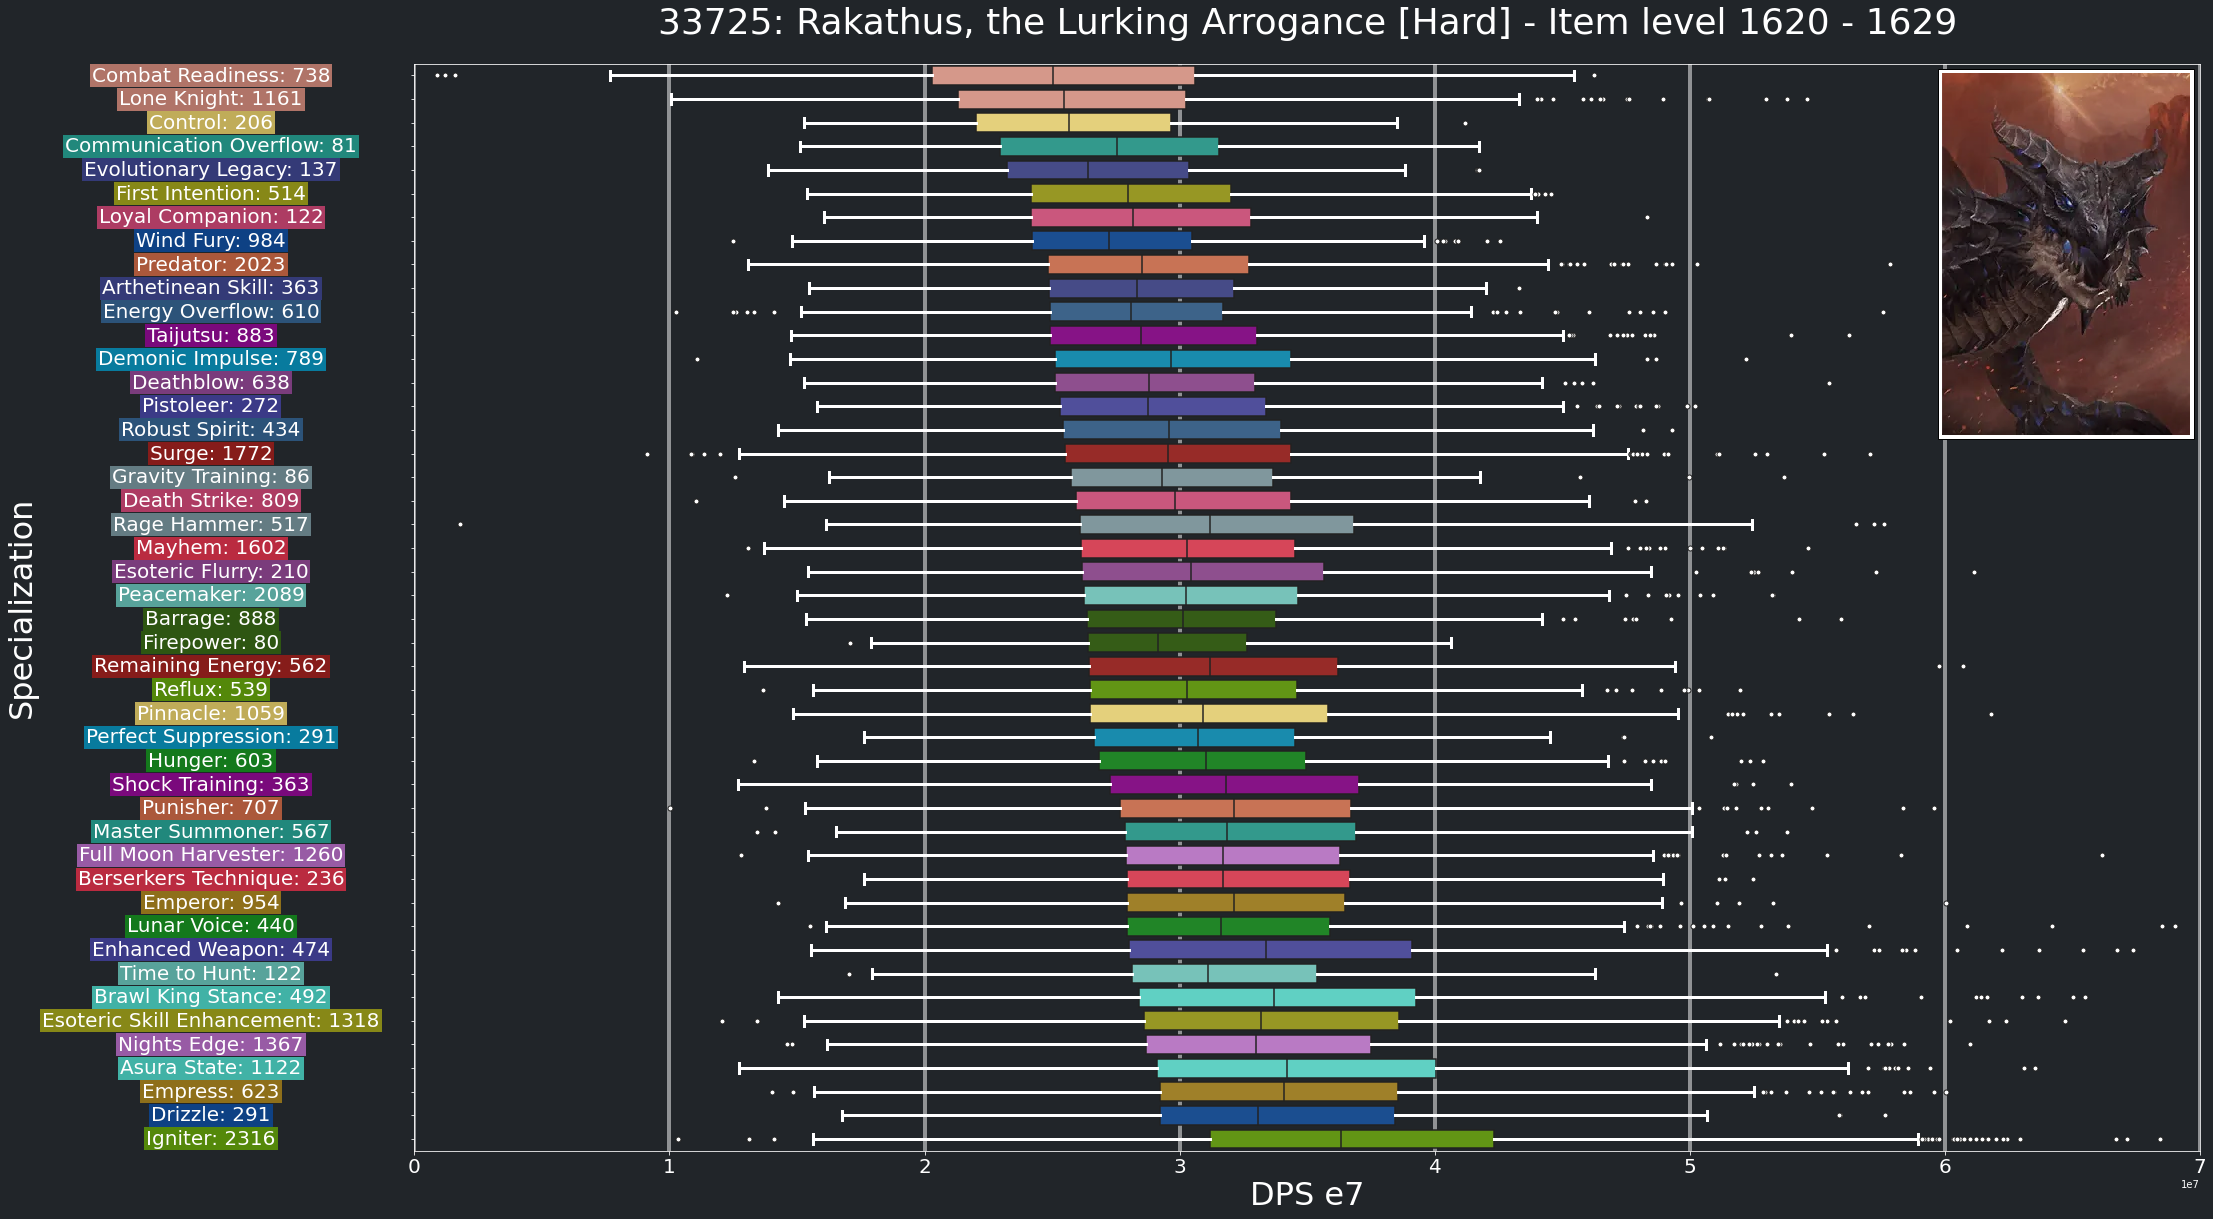 33725: Rakathus, the Lurking Arrogance [Hard] - Item level 1620 - 1629
Specialization
Combat Readiness: 738
Lone Knight: 1161
Control: 206
Communication Overflow: 81
Evolutionary Legacy: 137
First Intention: 514
Loyal Companion: 122
Wind Fury: 984
Predator: 2023
Arthetinean Skill: 363
Energy Overflow: 610
Taijutsu: 883
Demonic Impulse: 789
Deathblow: 638
Pistoleer: 272
Robust Spirit: 434
Surge: 1772
Gravity Training: 86
Death Strike: 809
Rage Hammer: 517
Mayhem: 1602
Esoteric Flurry: 210
Peacemaker: 2089
Barrage: 888
Firepower: 80
Remaining Energy: 562
Reflux: 539
Pinnacle: 1059
Perfect Suppression: 291
Hunger: 603
Shock Training: 363
Punisher: 707
Master Summoner: 567
Full Moon Harvester: 1260
Berserkers Technique: 236
Emperor: 954
Lunar Voice: 440
Enhanced Weapon: 474
Time to Hunt: 122
Brawl King Stance: 492
Esoteric Skill Enhancement: 1318
Nights Edge: 1367
Asura State: 1122
Empress: 623
Drizzle: 291
Igniter: 2316
0 1 2 3 4 5 6 7
1e7
DPS e7